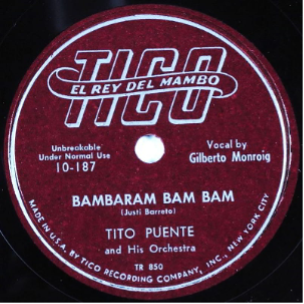 TICO
EL REY DEL MAMBO
Unbreakable
Under Normal Use
10-187
Vocal by
Gilberto Monroig
BAMBARAM BAM BAM
(Justi Barreto)
TITO PUENTE
and His Orchestra
TR 850
MADE IN U.S.A. BY TICO RECORDING COMPANY, INC., NEW YORK CITY